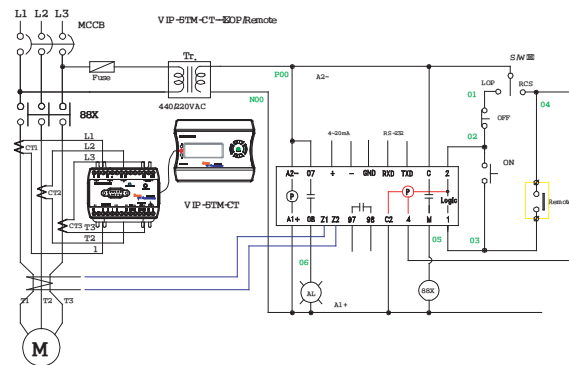 L1 L2 L3
MCCB
VIP-5TM-CT-LOP/Remote
Tr.
Fuse
440/220VAC
P00
N00
A2-
S/W
LOP
RCS
01
04
OFF
02
ON
03
Remote
88X
CT1
L1
L2
L3
CT2
CT3
T3
T2
1
VIP-5TM-CT
4~20mA
RS-232
A2- 07 + - GND RXD TXD C 2
P
P
Logic
A1+ 08 Z1 Z2 97 98 C2 4 M 1
05
06
AL
88X
A1+
T1 T2 T3
M